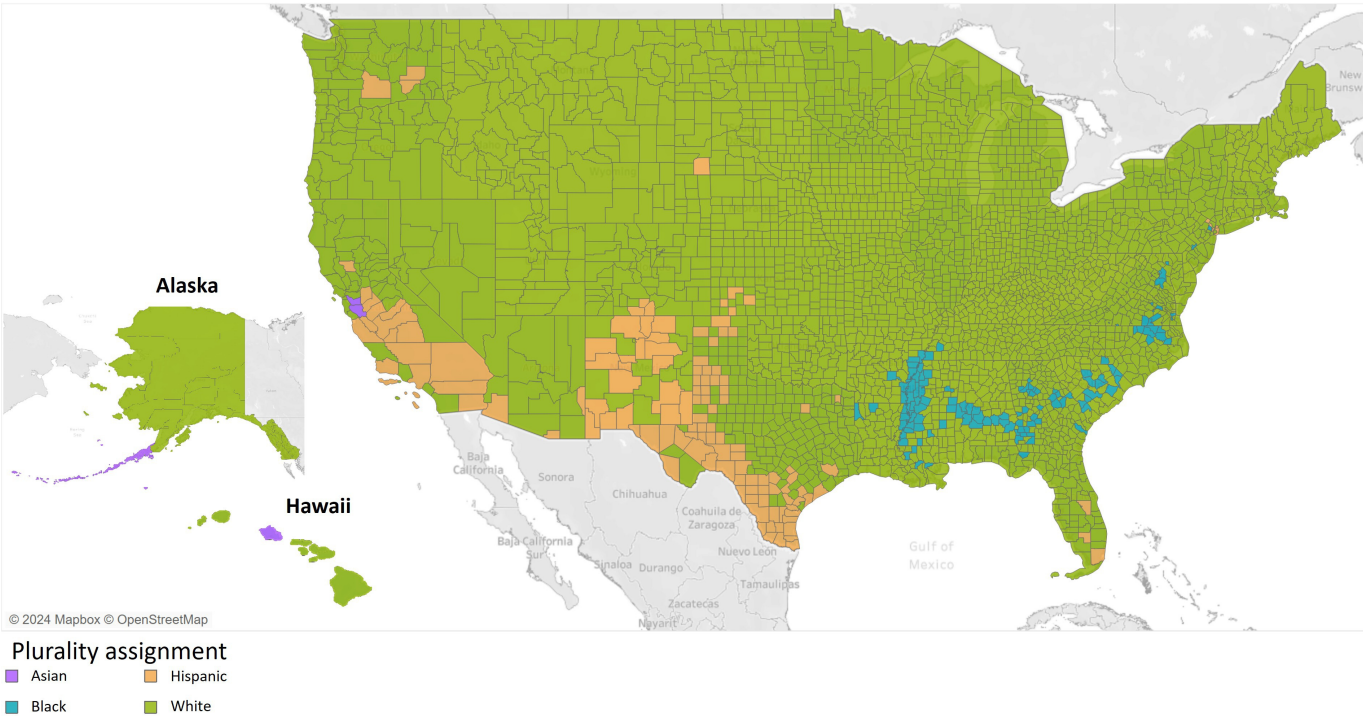 New
Brunsw
Wyoming
Alaska
Hawaii
Baja
California
Sonora
Chihuahua
Coahuila de
Zaragoza
Baja California
Sur
Sinaloa
Durango
Nuevo León
Tamaulipas
Zacatecas
Nayarit
Gulf of
Mexico
© 2024 Mapbox © OpenStreetMap
Plurality assignment
Asian
Hispanic
Black
White